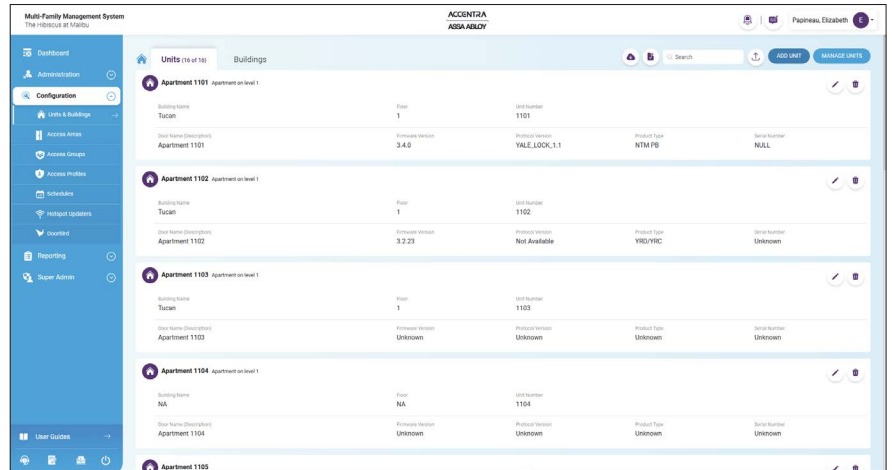 Multi-Family Management System
The Hibiscus at Malibu
ACCENTRA
ASSA ABLOY
Papineau, Elizabeth E
Dashboard
Administration
Configuration
Units & Buildings
Access Areas
Access Groups
Access Profiles
Schedules
Hotspot Updaters
DoorBird
Reporting
Super Admin
User Guides
Units (16 of 16) Buildings
Search
ADD UNIT MANAGE UNITS
Apartment 1101 Apartment on level 1
Building Name Floor Unit Number
Tucan 1 1101
Door Name (Description) Firmware Version Protocol Version Product Type Serial Number
Apartment 1101 3.4.0 YALE_LOCK_1.1 NTM PB NULL
Apartment 1102 Apartment on level 1
Building Name Floor Unit Number
Tucan 1 1102
Door Name (Description) Firmware Version Protocol Version Product Type Serial Number
Apartment 1102 3.2.23 Not Available YRD/YRC Unknown
Apartment 1103 Apartment on level 1
Building Name Floor Unit Number
Tucan 1 1103
Door Name (Description) Firmware Version Protocol Version Product Type Serial Number
Apartment 1103 Unknown Unknown Unknown Unknown
Apartment 1104 Apartment on level 1
Building Name Floor Unit Number
NA NA 1104
Door Name (Description) Firmware Version Protocol Version Product Type Serial Number
Apartment 1104 Unknown Unknown Unknown Unknown
Apartment 1105